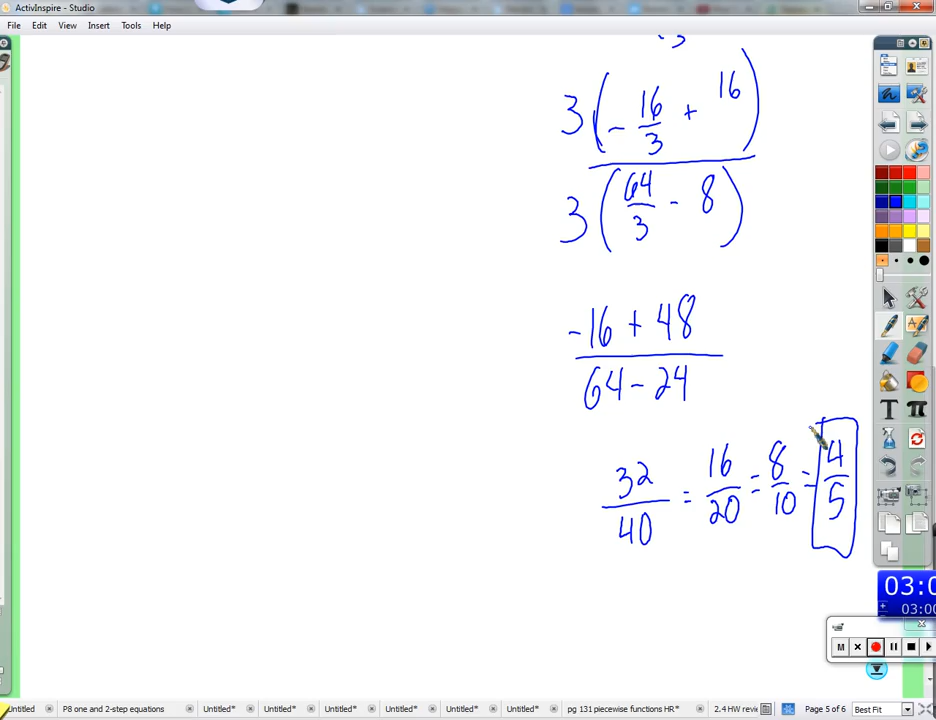 ActivInspire - Studio
File Edit View Insert Tools Help
3
3(-16/3 + 16)
3(64/3 - 8)
-16 + 48
64 - 24
32/40 = 16/20 = 8/10 = 4/5
03:0
03:00
M
Untitled P8 one and 2-step equations Untitled* Untitled* Untitled* Untitled* Untitled* Untitled* pg 131 piecewise functions HR* 2.4 HW review Page 5 of 6 Best Fit